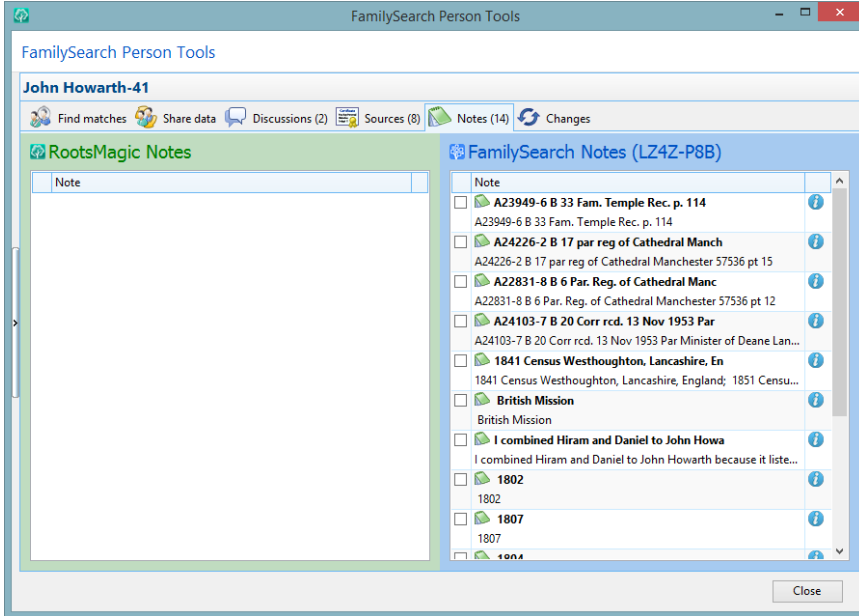 FamilySearch Person Tools
FamilySearch Person Tools
John Howarth-41
Find matches Share data Discussions (2) Sources (8) Notes (14) Changes
RootsMagic Notes
Note
FamilySearch Notes (LZ4Z-P8B)
Note
A23949-6 B 33 Fam. Temple Rec. p. 114
A23949-6 B 33 Fam. Temple Rec. p. 114
A24226-2 B 17 par reg of Cathedral Manch
A24226-2 B 17 par reg of Cathedral Manchester 57536 pt 15
A22831-8 B 6 Par. Reg. of Cathedral Manc
A22831-8 B 6 Par. Reg. of Cathedral Manchester 57536 pt 12
A24103-7 B 20 Corr rcd. 13 Nov 1953 Par
A24103-7 B 20 Corr rcd. 13 Nov 1953 Par Minister of Deane Lan...
1841 Census Westhoughton, Lancashire, En
1841 Census Westhoughton, Lancashire, England; 1851 Censu...
British Mission
British Mission
I combined Hiram and Daniel to John Howa
I combined Hiram and Daniel to John Howarth because it liste...
1802
1802
1807
1807
1804
Close